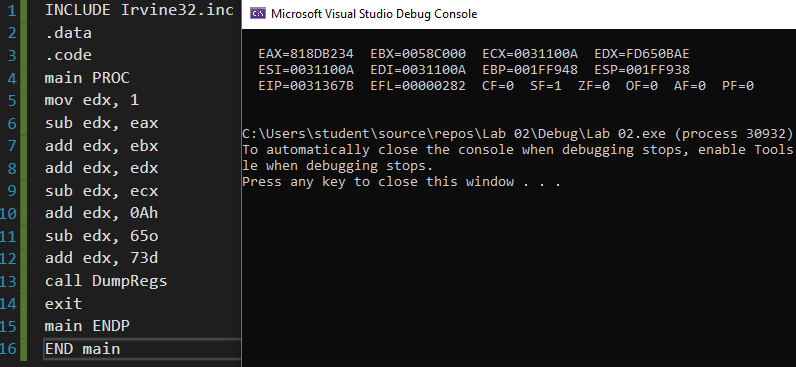 1 INCLUDE Irvine32.inc
2 .data
3 .code
4 main PROC
5 mov edx, 1
6 sub edx, eax
7 add edx, ebx
8 add edx, edx
9 sub edx, ecx
10 add edx, 0Ah
11 sub edx, 65o
12 add edx, 73d
13 call DumpRegs
14 exit
15 main ENDP
16 END main
Microsoft Visual Studio Debug Console
EAX=818DB234 EBX=0058C000 ECX=0031100A EDX=FD650BAE
ESI=0031100A EDI=0031100A EBP=001FF948 ESP=001FF938
EIP=0031367B EFL=00000282 CF=0 SF=1 ZF=0 OF=0 AF=0 PF=0
C:\Users\student\source\repos\Lab 02\Debug\Lab 02.exe (process 30932)
To automatically close the console when debugging stops, enable Tools
le when debugging stops.
Press any key to close this window . . .